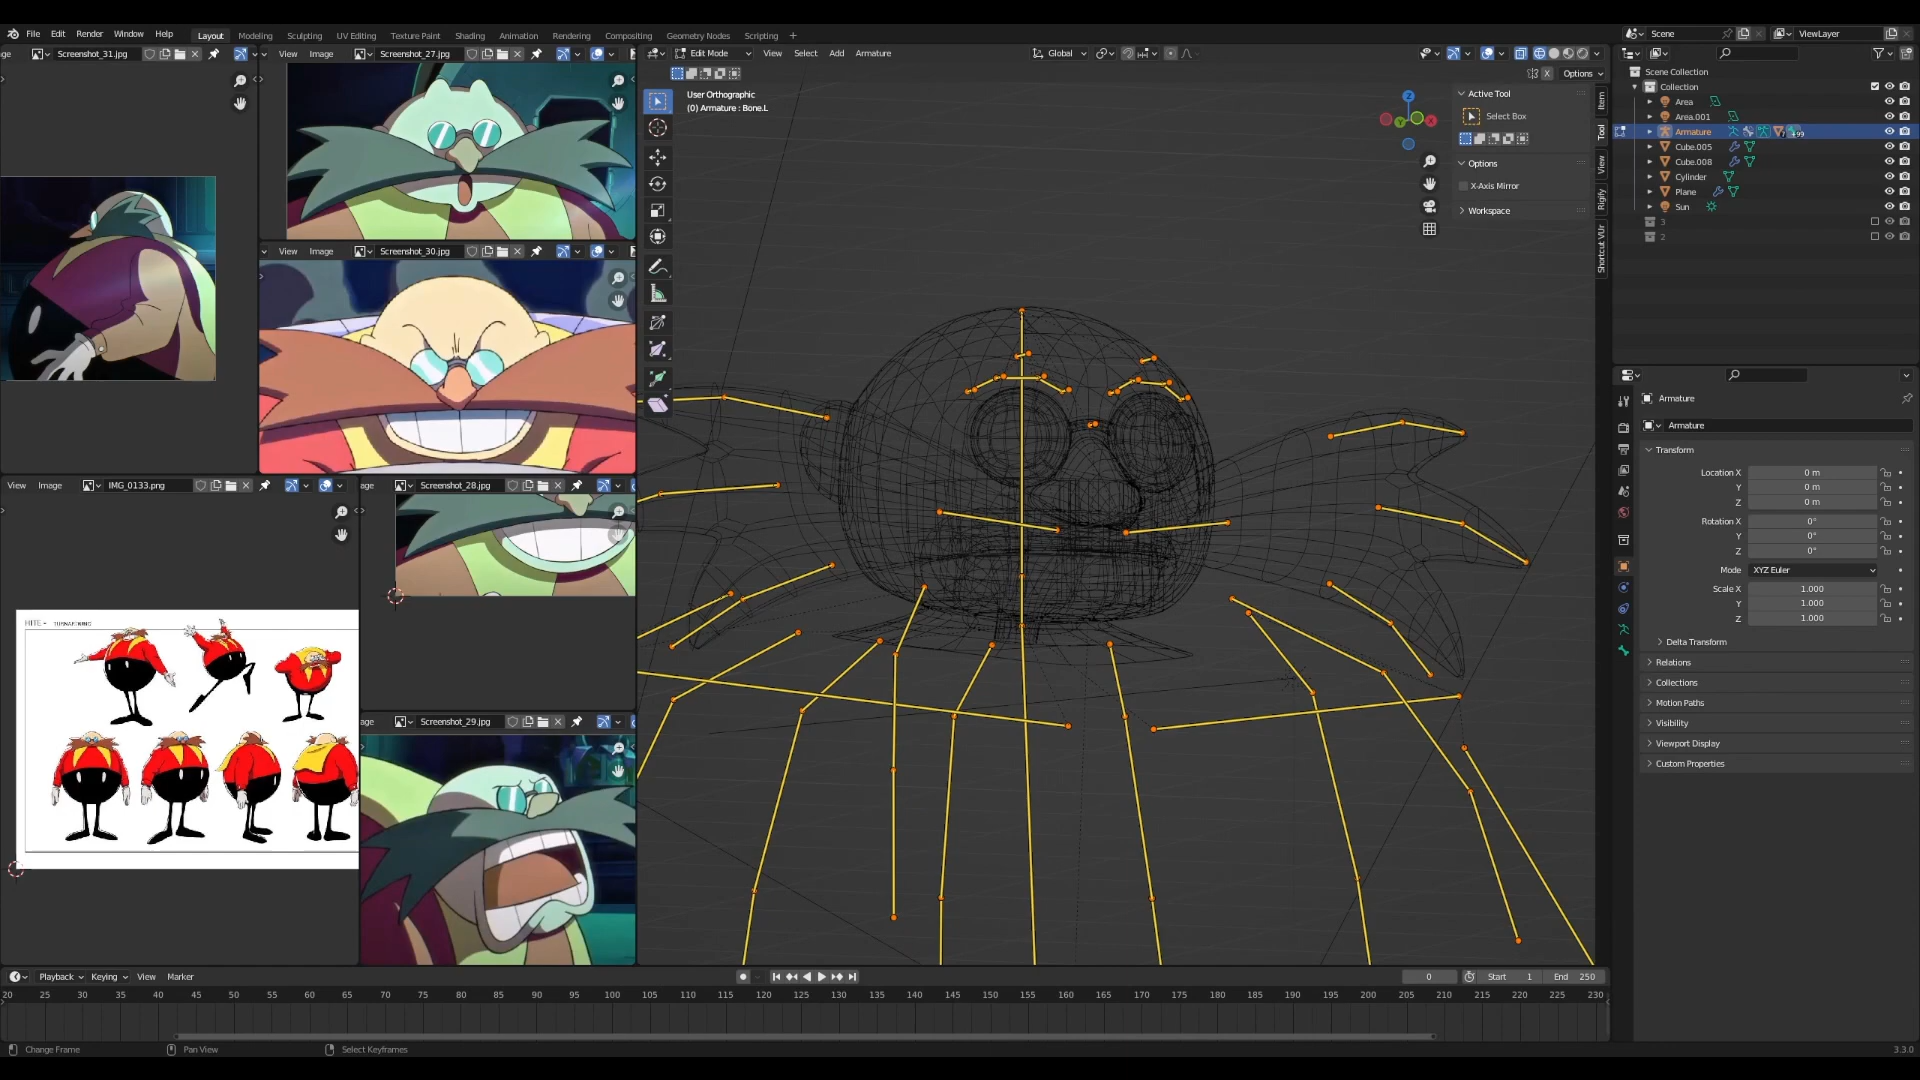 File Edit Render Window Help Layout Modeling Sculpting UV Editing Texture Paint Shading Animation Rendering Compositing Geometry Nodes Scripting +
Scene
ViewLayer
ge Screenshot_31.jpg
View Image Screenshot_27.jpg
Edit Mode View Select Add Armature
Global
Options
User Orthographic
(0) Armature : Bone.L
X
Z
Y
X
Active Tool
Select Box
Options
X-Axis Mirror
Workspace
Item
Tool
View
Rigify
Shortcut VUr
Scene Collection
Collection
Area
Area.001
Armature
Cube.005
Cube.008
Cylinder
Plane
Sun
3
2
View Image Screenshot_30.jpg
View Image IMG_0133.png
age Screenshot_28.jpg
age Screenshot_29.jpg
Armature
Armature
Transform
Location X 0 m
Y 0 m
Z 0 m
Rotation X 0°
Y 0°
Z 0°
Mode XYZ Euler
Scale X 1.000
Y 1.000
Z 1.000
Delta Transform
Relations
Collections
Motion Paths
Visibility
Viewport Display
Custom Properties
Playback Keying View Marker
0 Start 1 End 250
20 25 30 35 40 45 50 55 60 65 70 75 80 85 90 95 100 105 110 115 120 125 130 135 140 145 150 155 160 165 170 175 180 185 190 195 200 205 210 215 220 225 230
Change Frame Pan View Select Keyframes
3.3.0